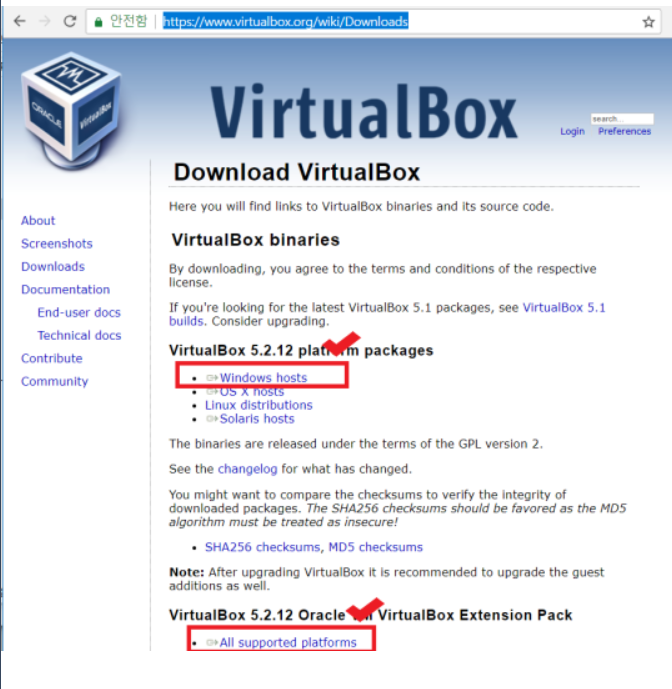 안전함 https://www.virtualbox.org/wiki/Downloads
ORACLE
VirtualBox
VirtualBox
search...
Login Preferences
Download VirtualBox
Here you will find links to VirtualBox binaries and its source code.
About
Screenshots
Downloads
Documentation
End-user docs
Technical docs
Contribute
Community
VirtualBox binaries
By downloading, you agree to the terms and conditions of the respective
license.
If you're looking for the latest VirtualBox 5.1 packages, see VirtualBox 5.1
builds. Consider upgrading.
VirtualBox 5.2.12 platform packages
Windows hosts
OS X hosts
Linux distributions
Solaris hosts
The binaries are released under the terms of the GPL version 2.
See the changelog for what has changed.
You might want to compare the checksums to verify the integrity of
downloaded packages. The SHA256 checksums should be favored as the MD5
algorithm must be treated as insecure!
SHA256 checksums, MD5 checksums
Note: After upgrading VirtualBox it is recommended to upgrade the guest
additions as well.
VirtualBox 5.2.12 Oracle VM VirtualBox Extension Pack
All supported platforms